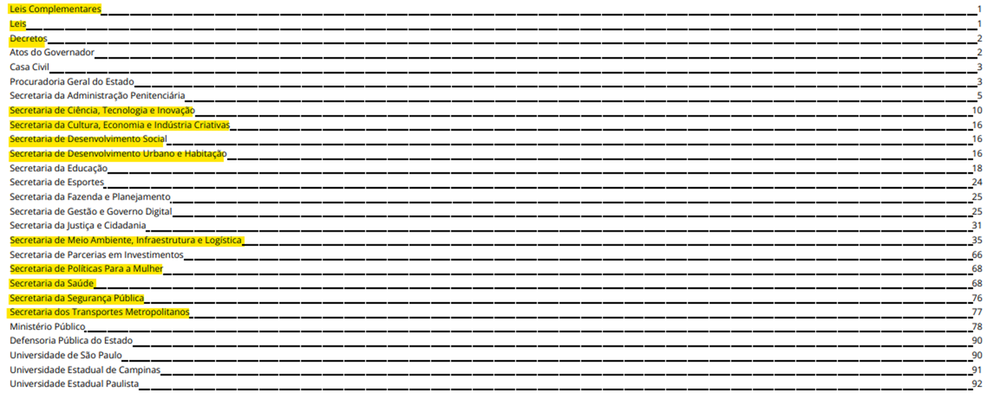 Leis Complementares 1
Leis 1
Decretos 2
Atos do Governador 2
Casa Civil 3
Procuradoria Geral do Estado 3
Secretaria da Administração Penitenciária 5
Secretaria de Ciência, Tecnologia e Inovação 10
Secretaria da Cultura, Economia e Indústria Criativas 16
Secretaria de Desenvolvimento Social 16
Secretaria de Desenvolvimento Urbano e Habitação 16
Secretaria da Educação 18
Secretaria de Esportes 24
Secretaria da Fazenda e Planejamento 25
Secretaria de Gestão e Governo Digital 25
Secretaria da Justiça e Cidadania 31
Secretaria de Meio Ambiente, Infraestrutura e Logística 35
Secretaria de Parcerias em Investimentos 66
Secretaria de Políticas Para a Mulher 68
Secretaria da Saúde 68
Secretaria da Segurança Pública 76
Secretaria dos Transportes Metropolitanos 77
Ministério Público 78
Defensoria Pública do Estado 90
Universidade de São Paulo 90
Universidade Estadual de Campinas 91
Universidade Estadual Paulista 92